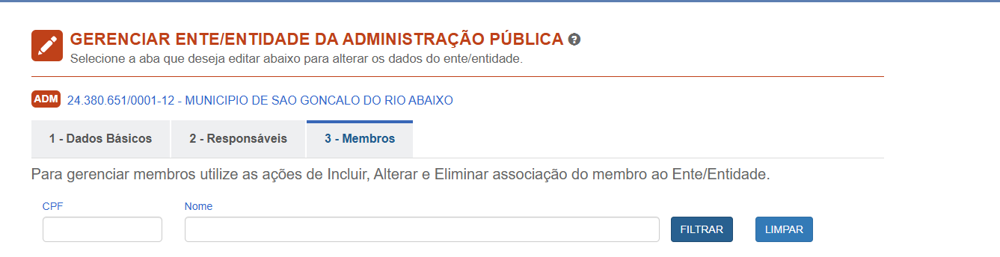 GERENCIAR ENTE/ENTIDADE DA ADMINISTRAÇÃO PÚBLICA ?
Selecione a aba que deseja editar abaixo para alterar os dados do ente/entidade.
ADM 24.380.651/0001-12 - MUNICIPIO DE SAO GONCALO DO RIO ABAIXO
1 - Dados Básicos 2 - Responsáveis 3 - Membros
Para gerenciar membros utilize as ações de Incluir, Alterar e Eliminar associação do membro ao Ente/Entidade.
CPF Nome
FILTRAR LIMPAR